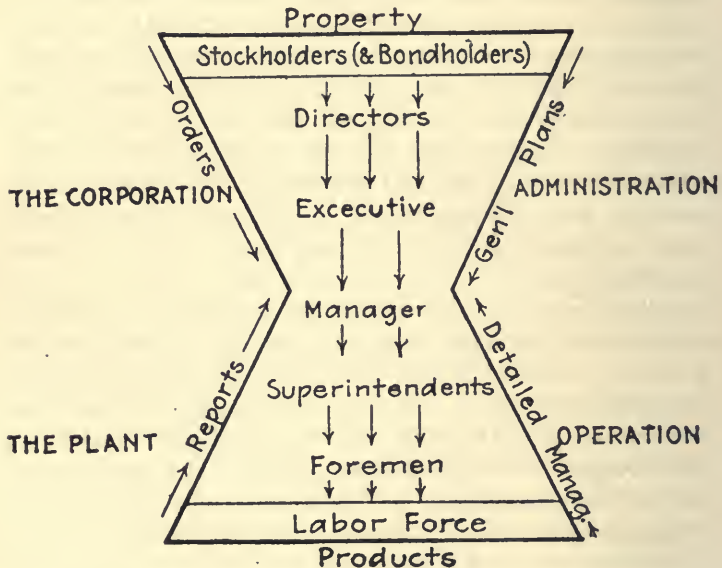 Property
Stockholders (& Bondholders)
Directors
Orders
Gen'l Plans
THE CORPORATION
ADMINISTRATION
Excecutive
Manager
Superintendents
Reports
Detailed Manag.
THE PLANT
OPERATION
Foremen
Labor Force
Products